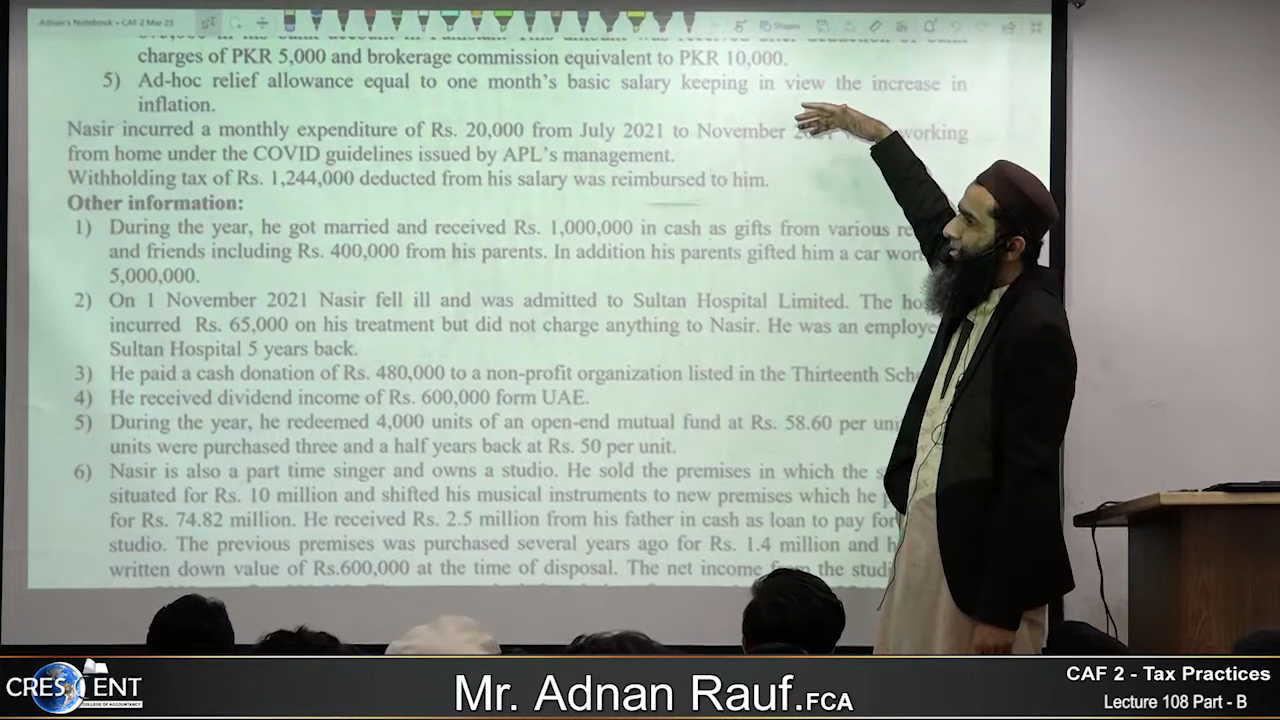 Adnan's Notebook • CAF 2 Mar 23
Shapes
charges of PKR 5,000 and brokerage commission equivalent to PKR 10,000.
5) Ad-hoc relief allowance equal to one month's basic salary keeping in view the increase in
inflation.
Nasir incurred a monthly expenditure of Rs. 20,000 from July 2021 to November working
from home under the COVID guidelines issued by APL's management.
Withholding tax of Rs. 1,244,000 deducted from his salary was reimbursed to him.
Other information:
1) During the year, he got married and received Rs. 1,000,000 in cash as gifts from various
and friends including Rs. 400,000 from his parents. In addition his parents gifted him a car
5,000,000.
2) On 1 November 2021 Nasir fell ill and was admitted to Sultan Hospital Limited. The
incurred Rs. 65,000 on his treatment but did not charge anything to Nasir. He was an
Sultan Hospital 5 years back.
3) He paid a cash donation of Rs. 480,000 to a non-profit organization listed in the Thirteenth
4) He received dividend income of Rs. 600,000 form UAE.
5) During the year, he redeemed 4,000 units of an open-end mutual fund at Rs. 58.60 per
units were purchased three and a half years back at Rs. 50 per unit.
6) Nasir is also a part time singer and owns a studio. He sold the premises in which the
situated for Rs. 10 million and shifted his musical instruments to new premises which he
for Rs. 74.82 million. He received Rs. 2.5 million from his father in cash as loan to pay for
studio. The previous premises was purchased several years ago for Rs. 1.4 million and
written down value of Rs.600,000 at the time of disposal. The net income from the
CRESCENT
COLLEGE OF ACCOUNTANCY
Mr. Adnan Rauf.FCA
CAF 2 - Tax Practices
Lecture 108 Part - B